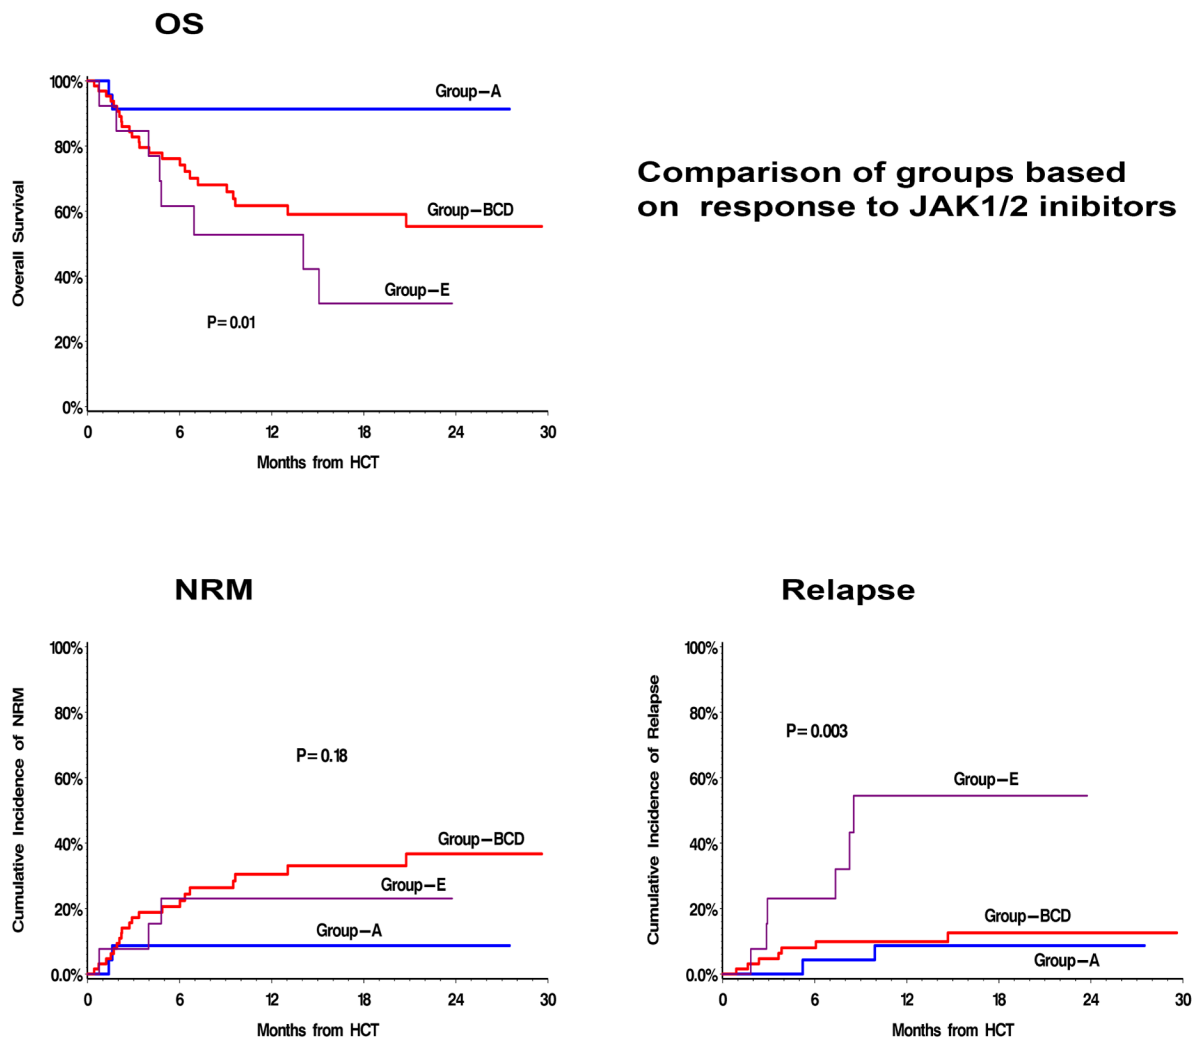 OS
100%
80%
60%
40%
20%
0%
Overall Survival
Group-A
Group-BCD
Group-E
P= 0.01
0 6 12 18 24 30
Months from HCT
Comparison of groups based
on response to JAK1/2 inibitors
NRM
100%
80%
60%
40%
20%
0.0%
Cumulative Incidence of NRM
P= 0.18
Group-BCD
Group-E
Group-A
0 6 12 18 24 30
Months from HCT
Relapse
100%
80%
60%
40%
20%
0.0%
Cumulative Incidence of Relapse
P= 0.003
Group-E
Group-BCD
Group-A
0 6 12 18 24 30
Months from HCT